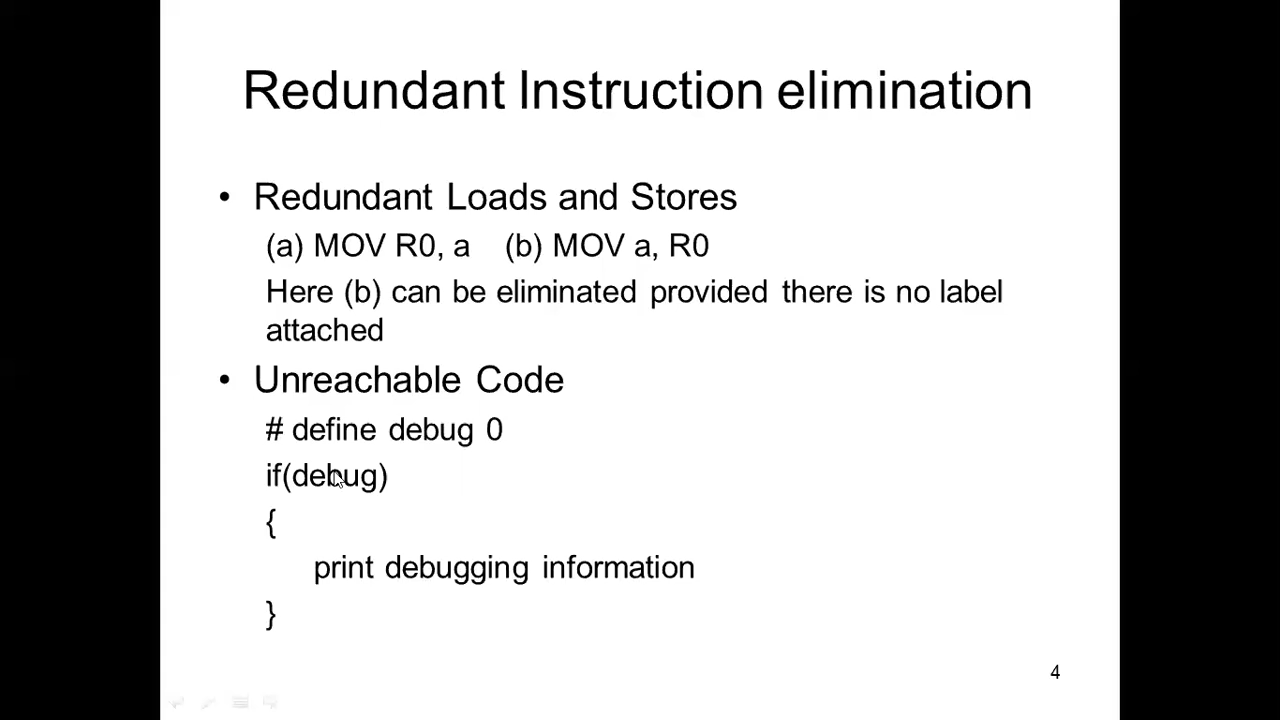 Redundant Instruction elimination
• Redundant Loads and Stores
(a) MOV R0, a (b) MOV a, R0
Here (b) can be eliminated provided there is no label
attached
• Unreachable Code
# define debug 0
if(debug)
{
print debugging information
}
4